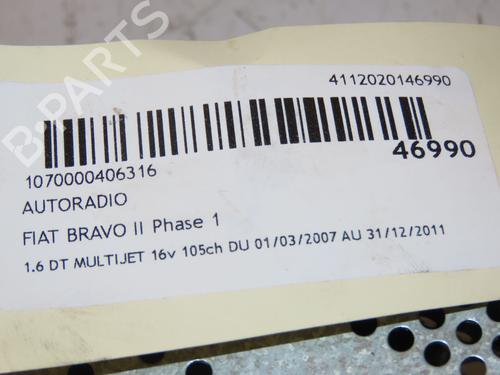 4112020146990
46990
1070000406316
AUTORADIO
FIAT BRAVO II Phase 1
1.6 DT MULTIJET 16v 105ch DU 01/03/2007 AU 31/12/2011
B-PARTS